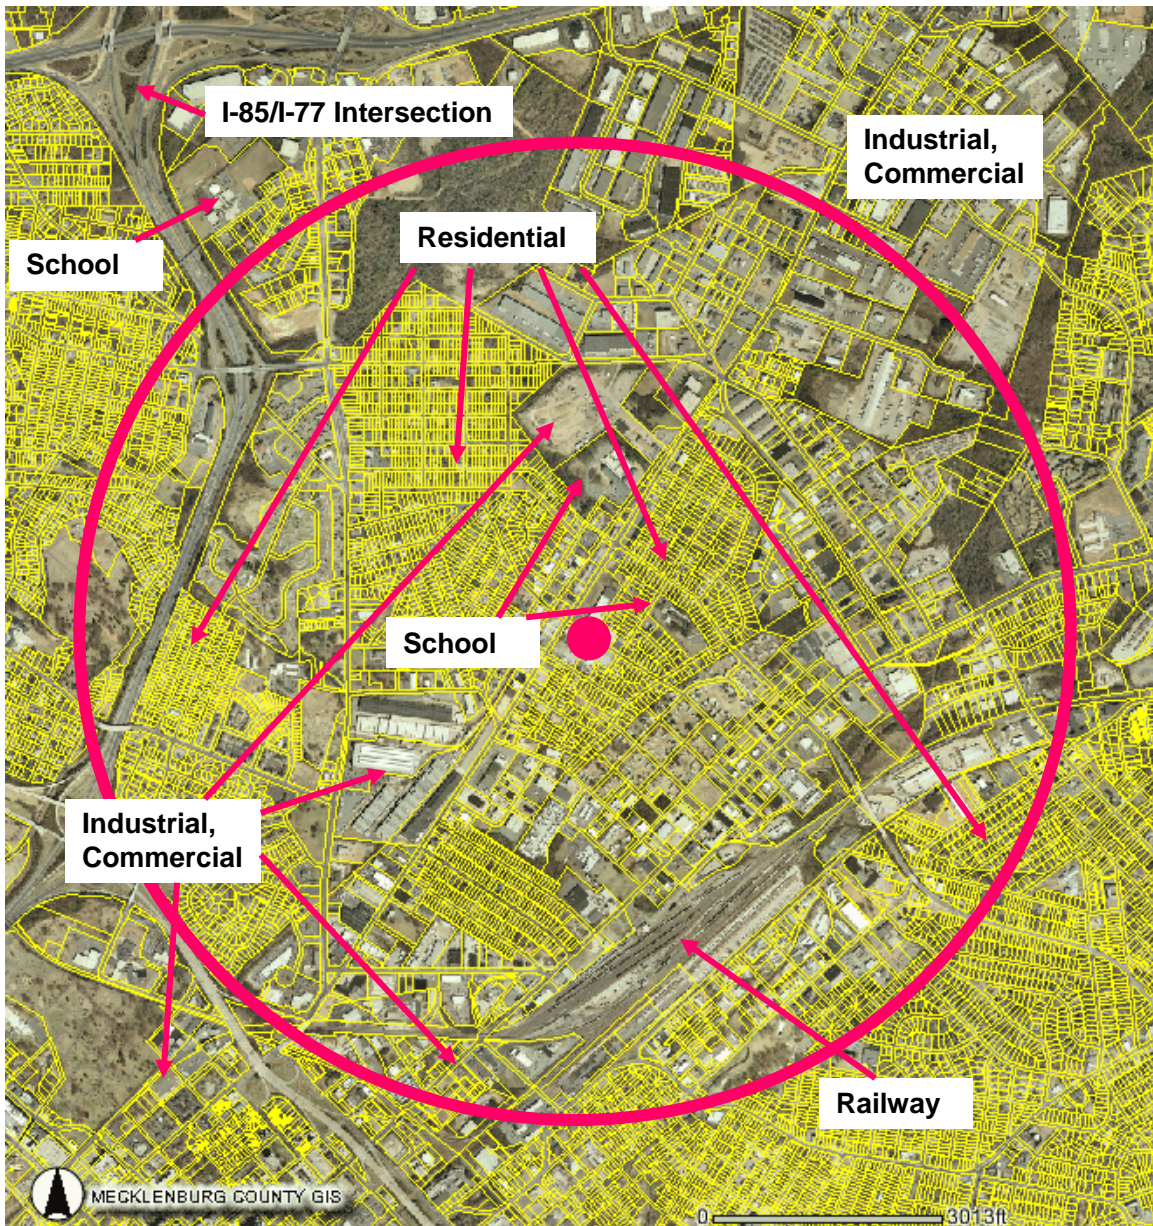 I-85/I-77 Intersection
Industrial,
Commercial
Residential
School
School
Industrial,
Commercial
Railway
MECKLENBURG COUNTY GIS
0 3013ft